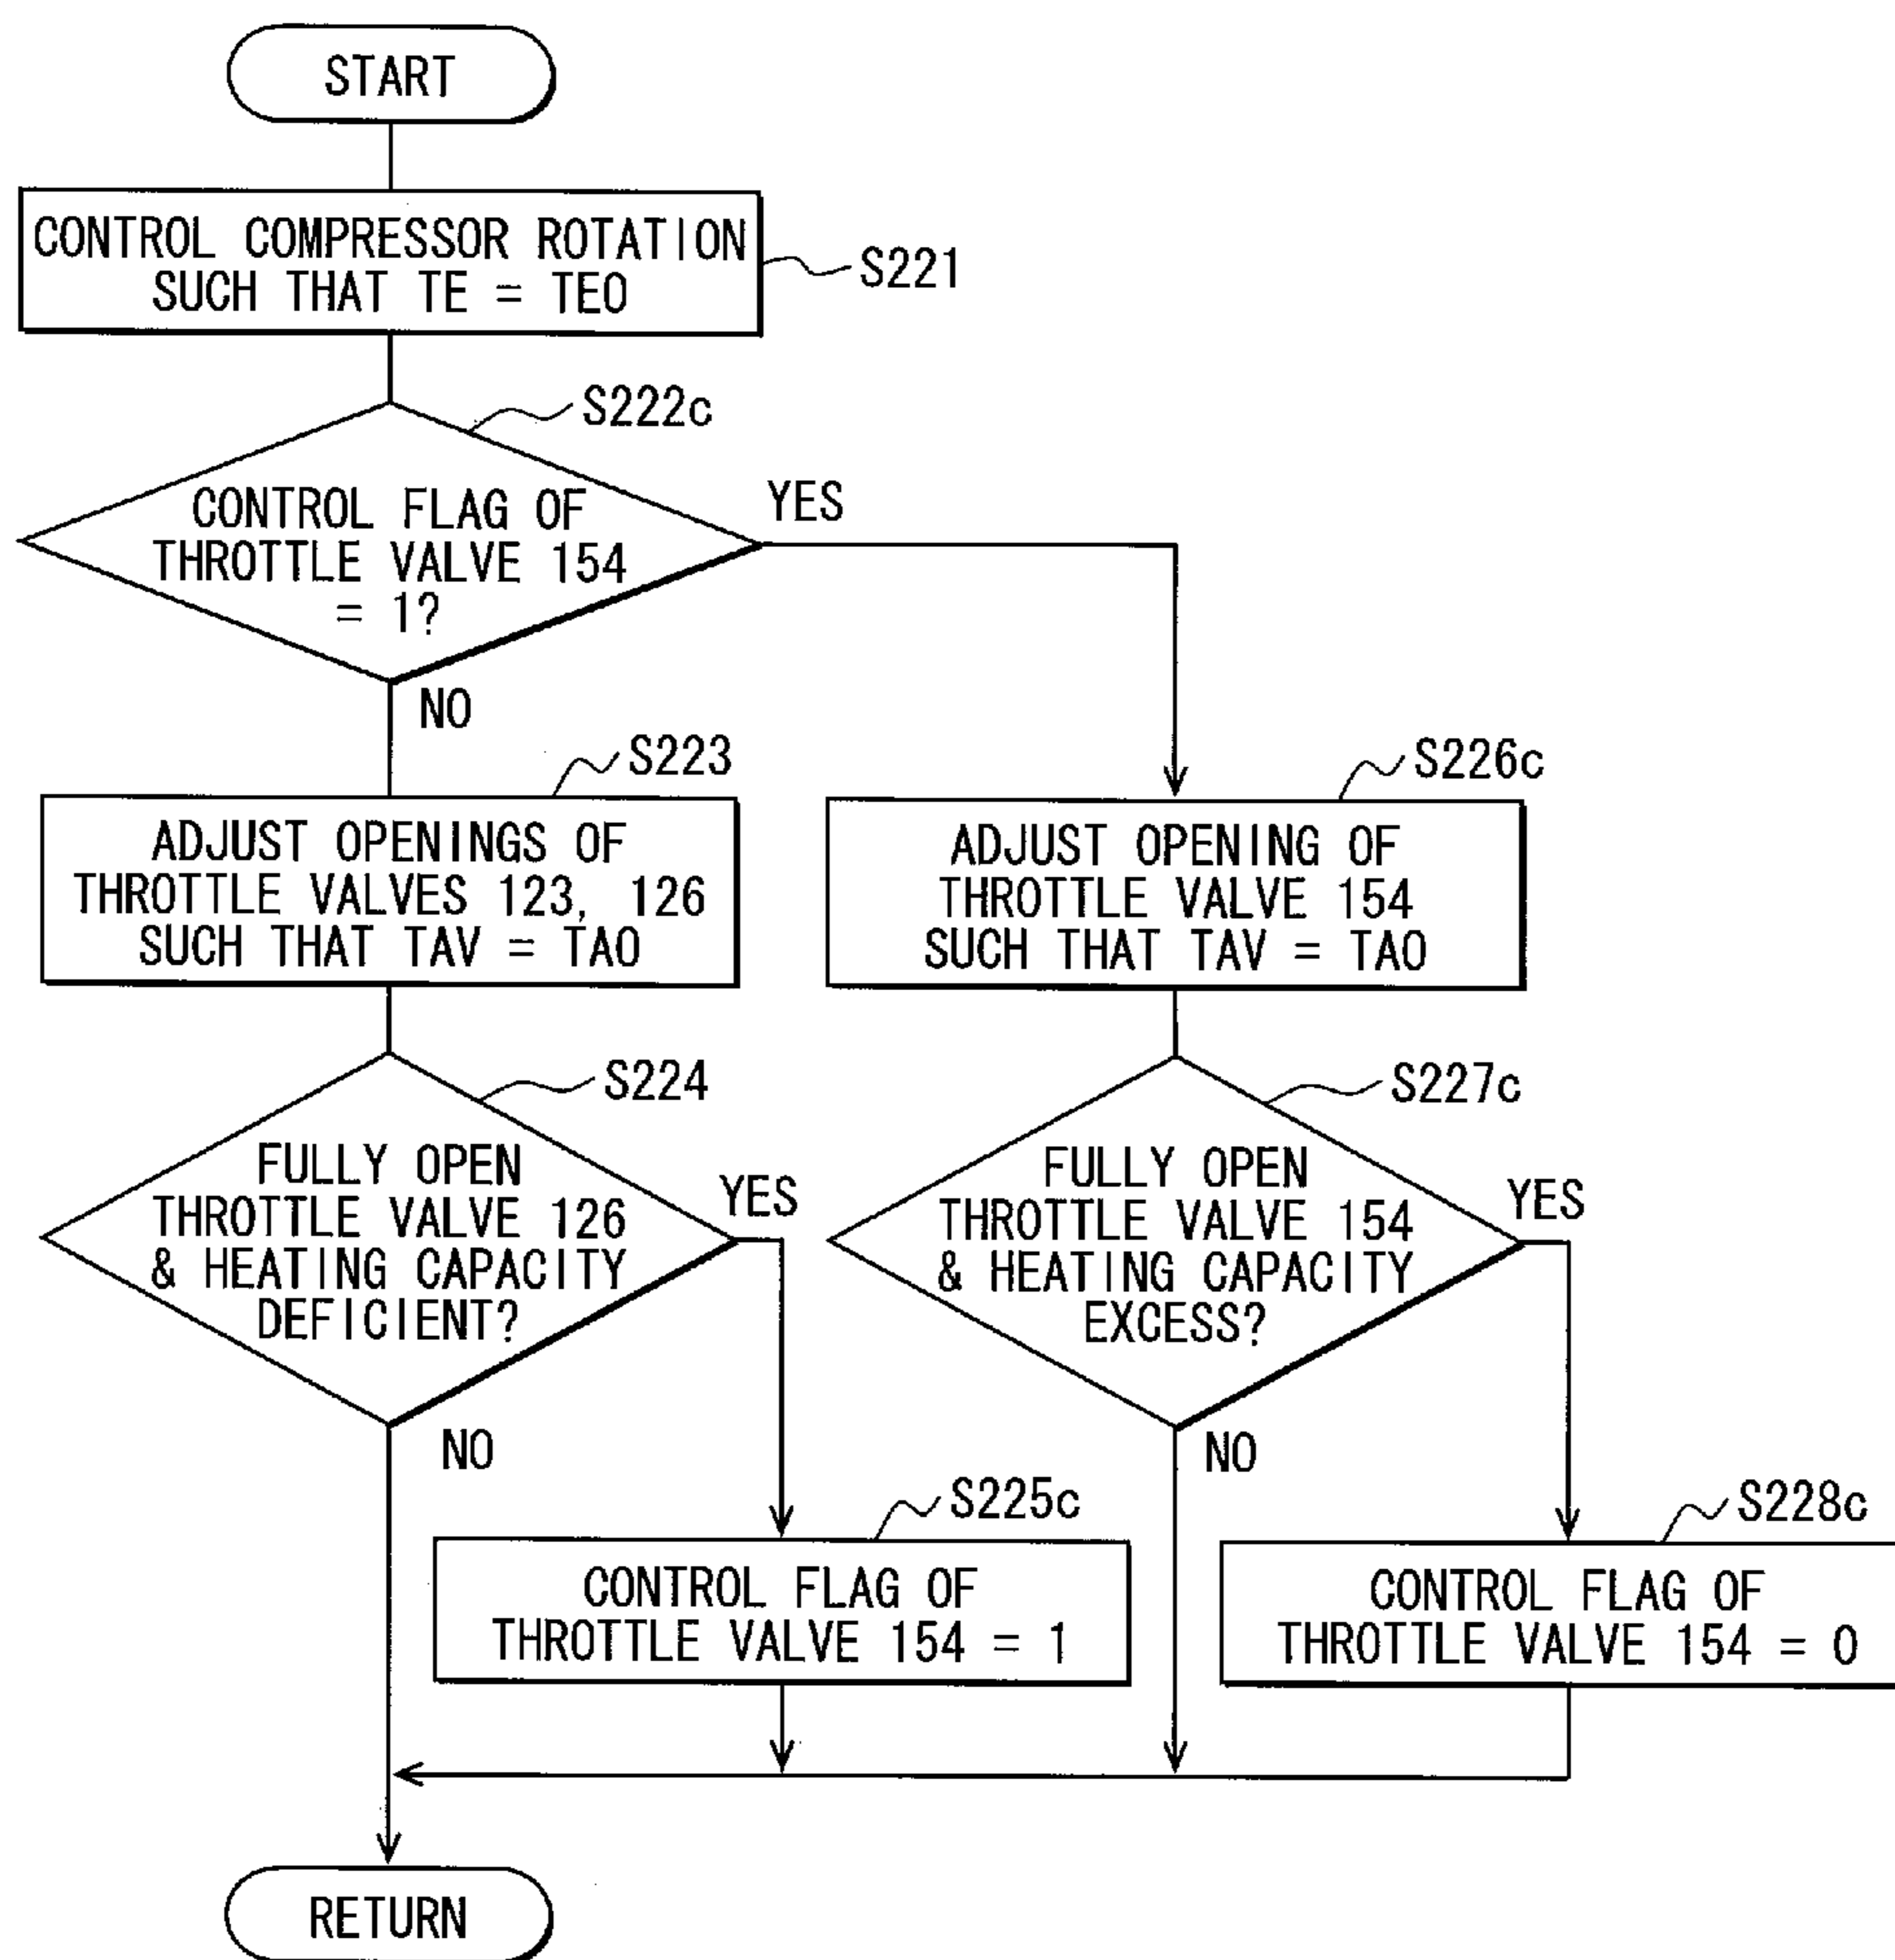 START
CONTROL COMPRESSOR ROTATION
SUCH THAT TE = TEO
S221
S222c
CONTROL FLAG OF
THROTTLE VALVE 154
= 1?
YES
NO
S223
ADJUST OPENINGS OF
THROTTLE VALVES 123, 126
SUCH THAT TAV = TAO
S226c
ADJUST OPENING OF
THROTTLE VALVE 154
SUCH THAT TAV = TAO
S224
FULLY OPEN
THROTTLE VALVE 126
& HEATING CAPACITY
DEFICIENT?
YES
NO
S227c
FULLY OPEN
THROTTLE VALVE 154
& HEATING CAPACITY
EXCESS?
YES
NO
S225c
CONTROL FLAG OF
THROTTLE VALVE 154 = 1
S228c
CONTROL FLAG OF
THROTTLE VALVE 154 = 0
RETURN